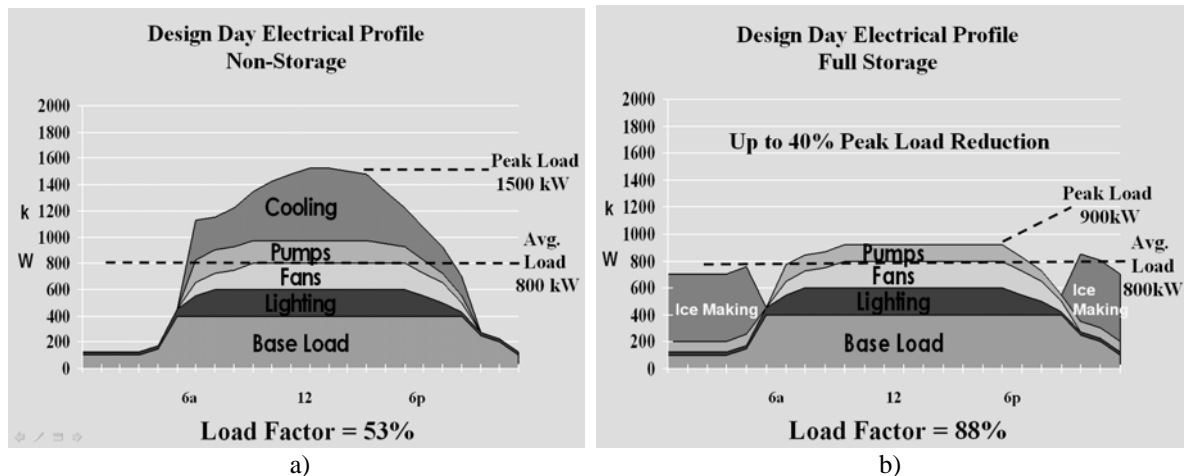 Design Day Electrical Profile
Non-Storage
2000
1800
1600
1400
1200
k
1000
W
800
600
400
200
0
Peak Load
1500 kW
Avg.
Load
800 kW
Cooling
Pumps
Fans
Lighting
Base Load
6a
12
6p
Load Factor = 53%
a)
Design Day Electrical Profile
Full Storage
2000
1800
1600
1400
1200
k
1000
W
800
600
400
200
0
Up to 40% Peak Load Reduction
Peak Load
900kW
Avg.
Load
800kW
Pumps
Fans
Ice Making
Lighting
Ice
Making
Base Load
6a
12
6p
Load Factor = 88%
b)